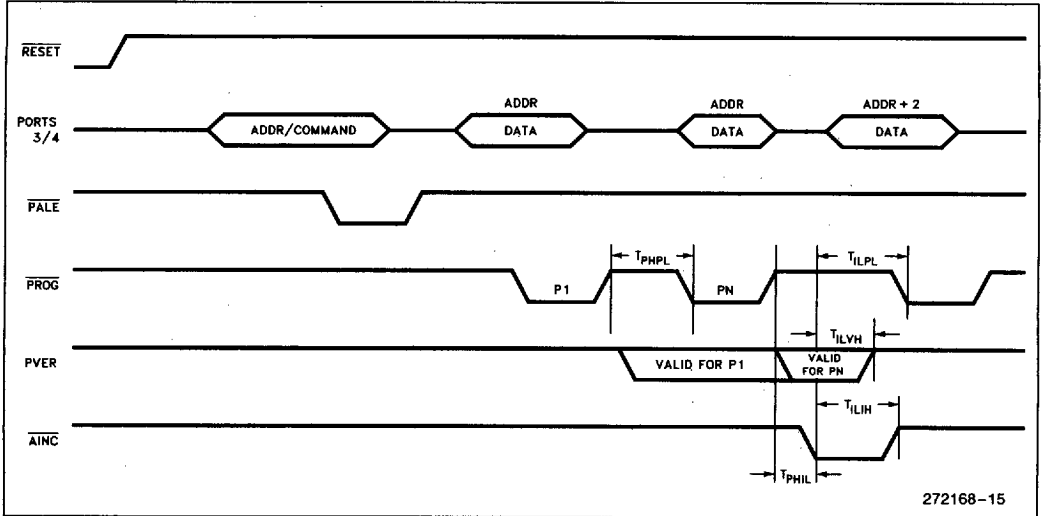 RESET
ADDR ADDR ADDR + 2
PORTS
3/4
ADDR/COMMAND DATA DATA DATA
PALE
TPHPL TILPL
PROG
P1 PN
TILVH
PVER
VALID FOR P1
VALID
FOR PN
TILIH
AINC
TPHIL
272168-15